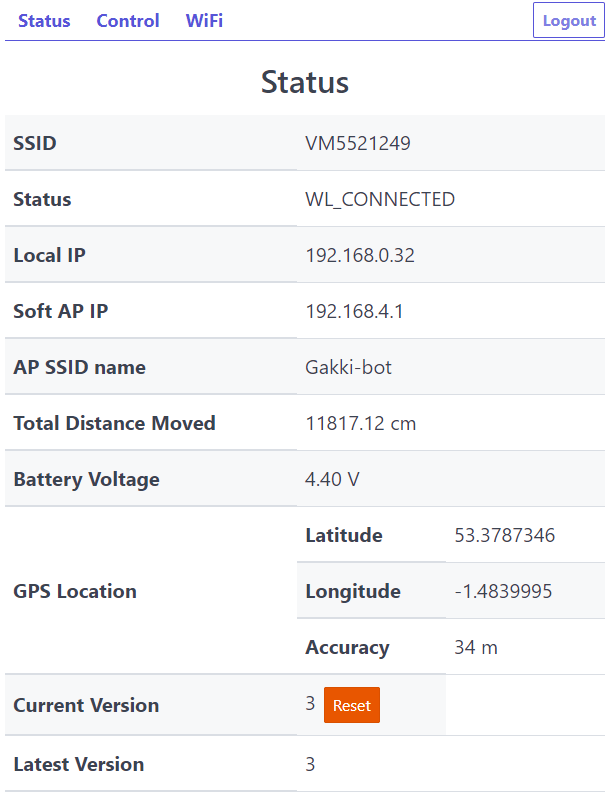 Status Control WiFi Logout
Status
SSID VM5521249
Status WL_CONNECTED
Local IP 192.168.0.32
Soft AP IP 192.168.4.1
AP SSID name Gakki-bot
Total Distance Moved 11817.12 cm
Battery Voltage 4.40 V
GPS Location
Latitude 53.3787346
Longitude -1.4839995
Accuracy 34 m
Current Version 3 Reset
Latest Version 3